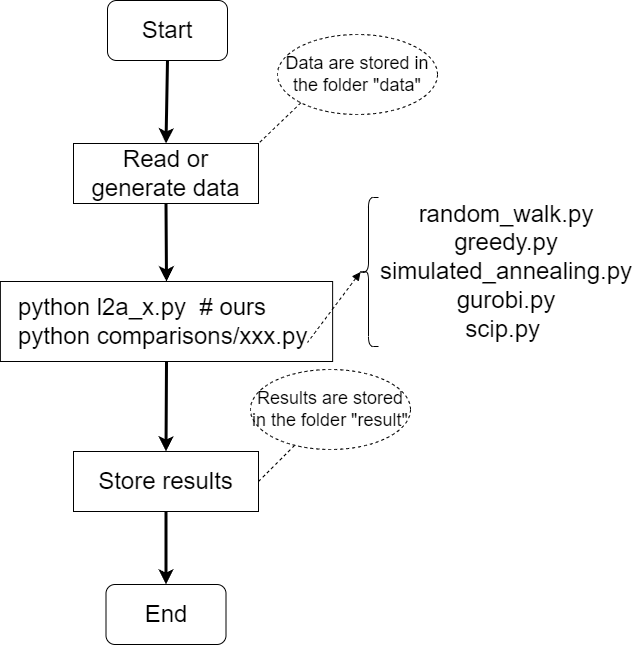 Start
Data are stored in
the folder "data"
Read or
generate data
python l2a_x.py  # ours
python comparisons/xxx.py
random_walk.py
greedy.py
simulated_annealing.py
gurobi.py
scip.py
Results are stored
in the folder "result"
Store results
End